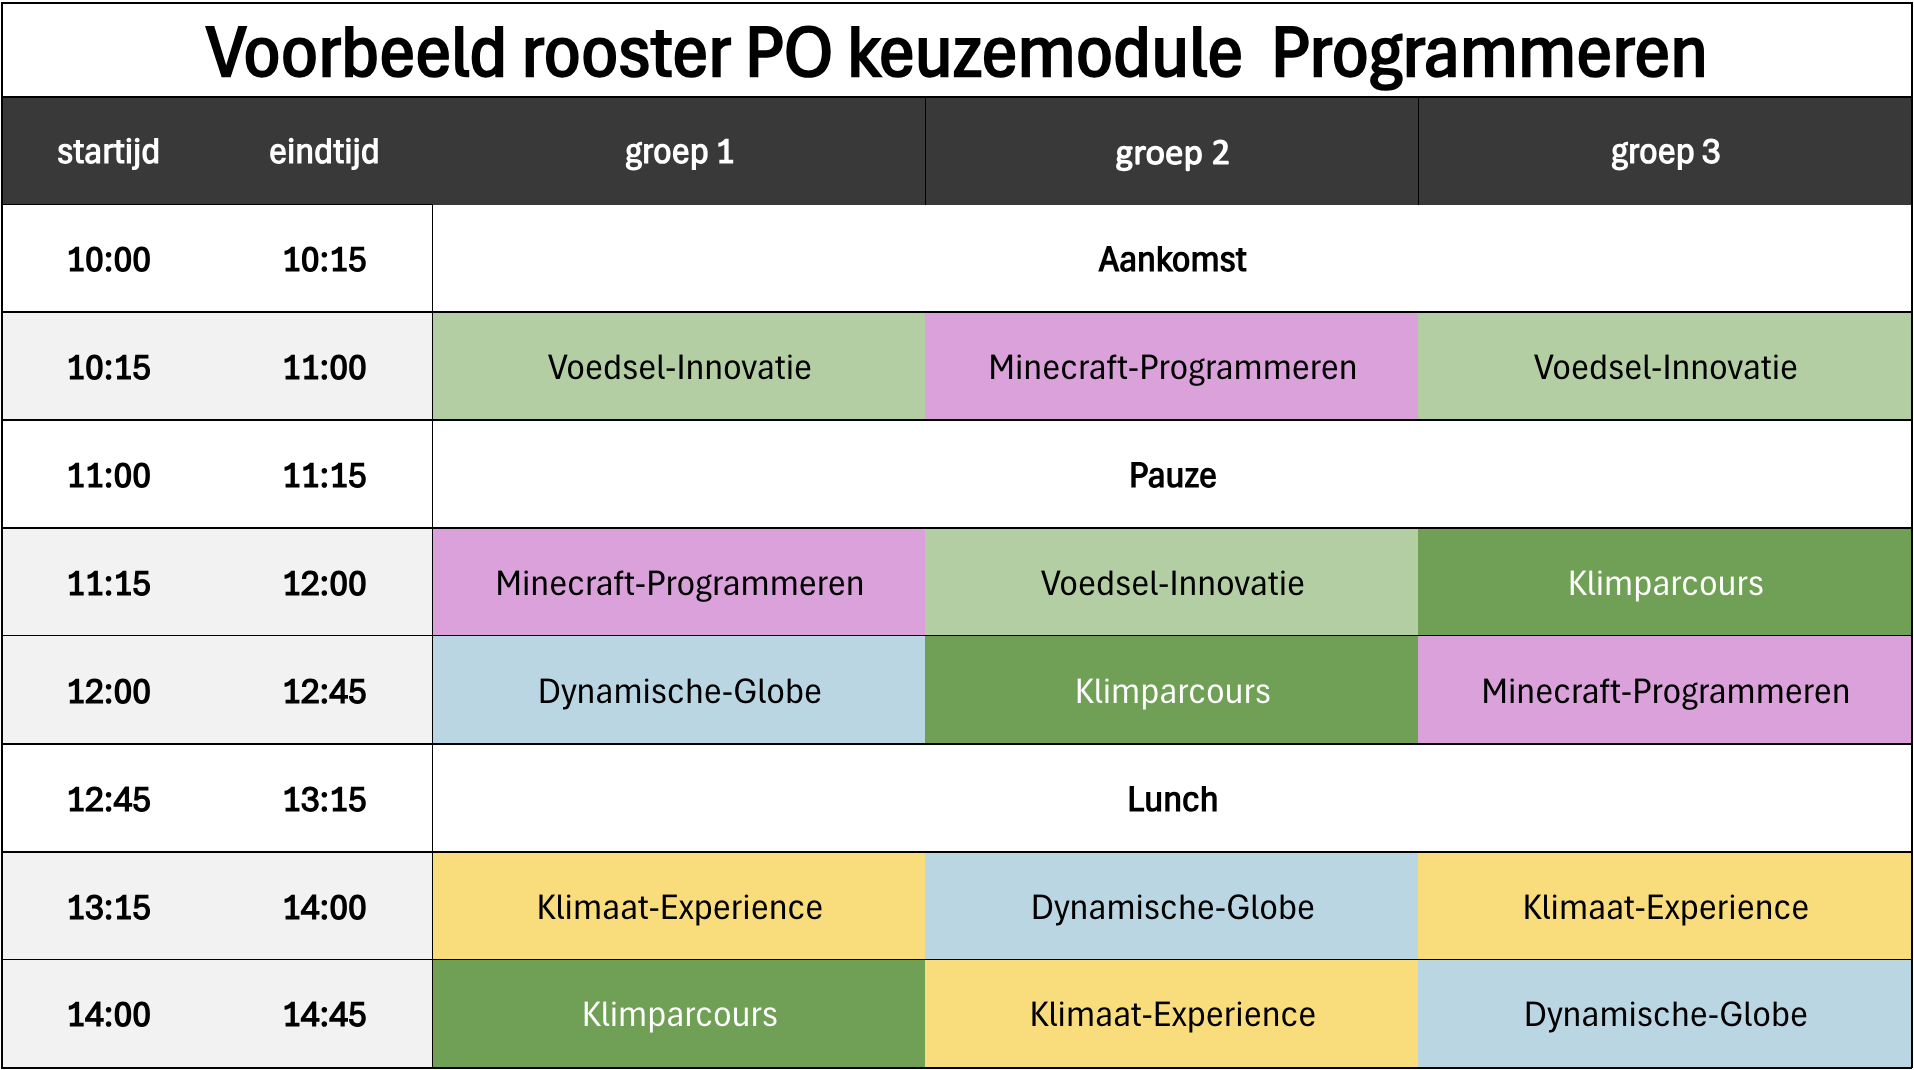 Voorbeeld rooster PO keuzemodule Programmeren
startijd eindtijd groep 1 groep 2 groep 3
10:00 10:15 Aankomst
10:15 11:00 Voedsel-Innovatie Minecraft-Programmeren Voedsel-Innovatie
11:00 11:15 Pauze
11:15 12:00 Minecraft-Programmeren Voedsel-Innovatie Klimparcours
12:00 12:45 Dynamische-Globe Klimparcours Minecraft-Programmeren
12:45 13:15 Lunch
13:15 14:00 Klimaat-Experience Dynamische-Globe Klimaat-Experience
14:00 14:45 Klimparcours Klimaat-Experience Dynamische-Globe